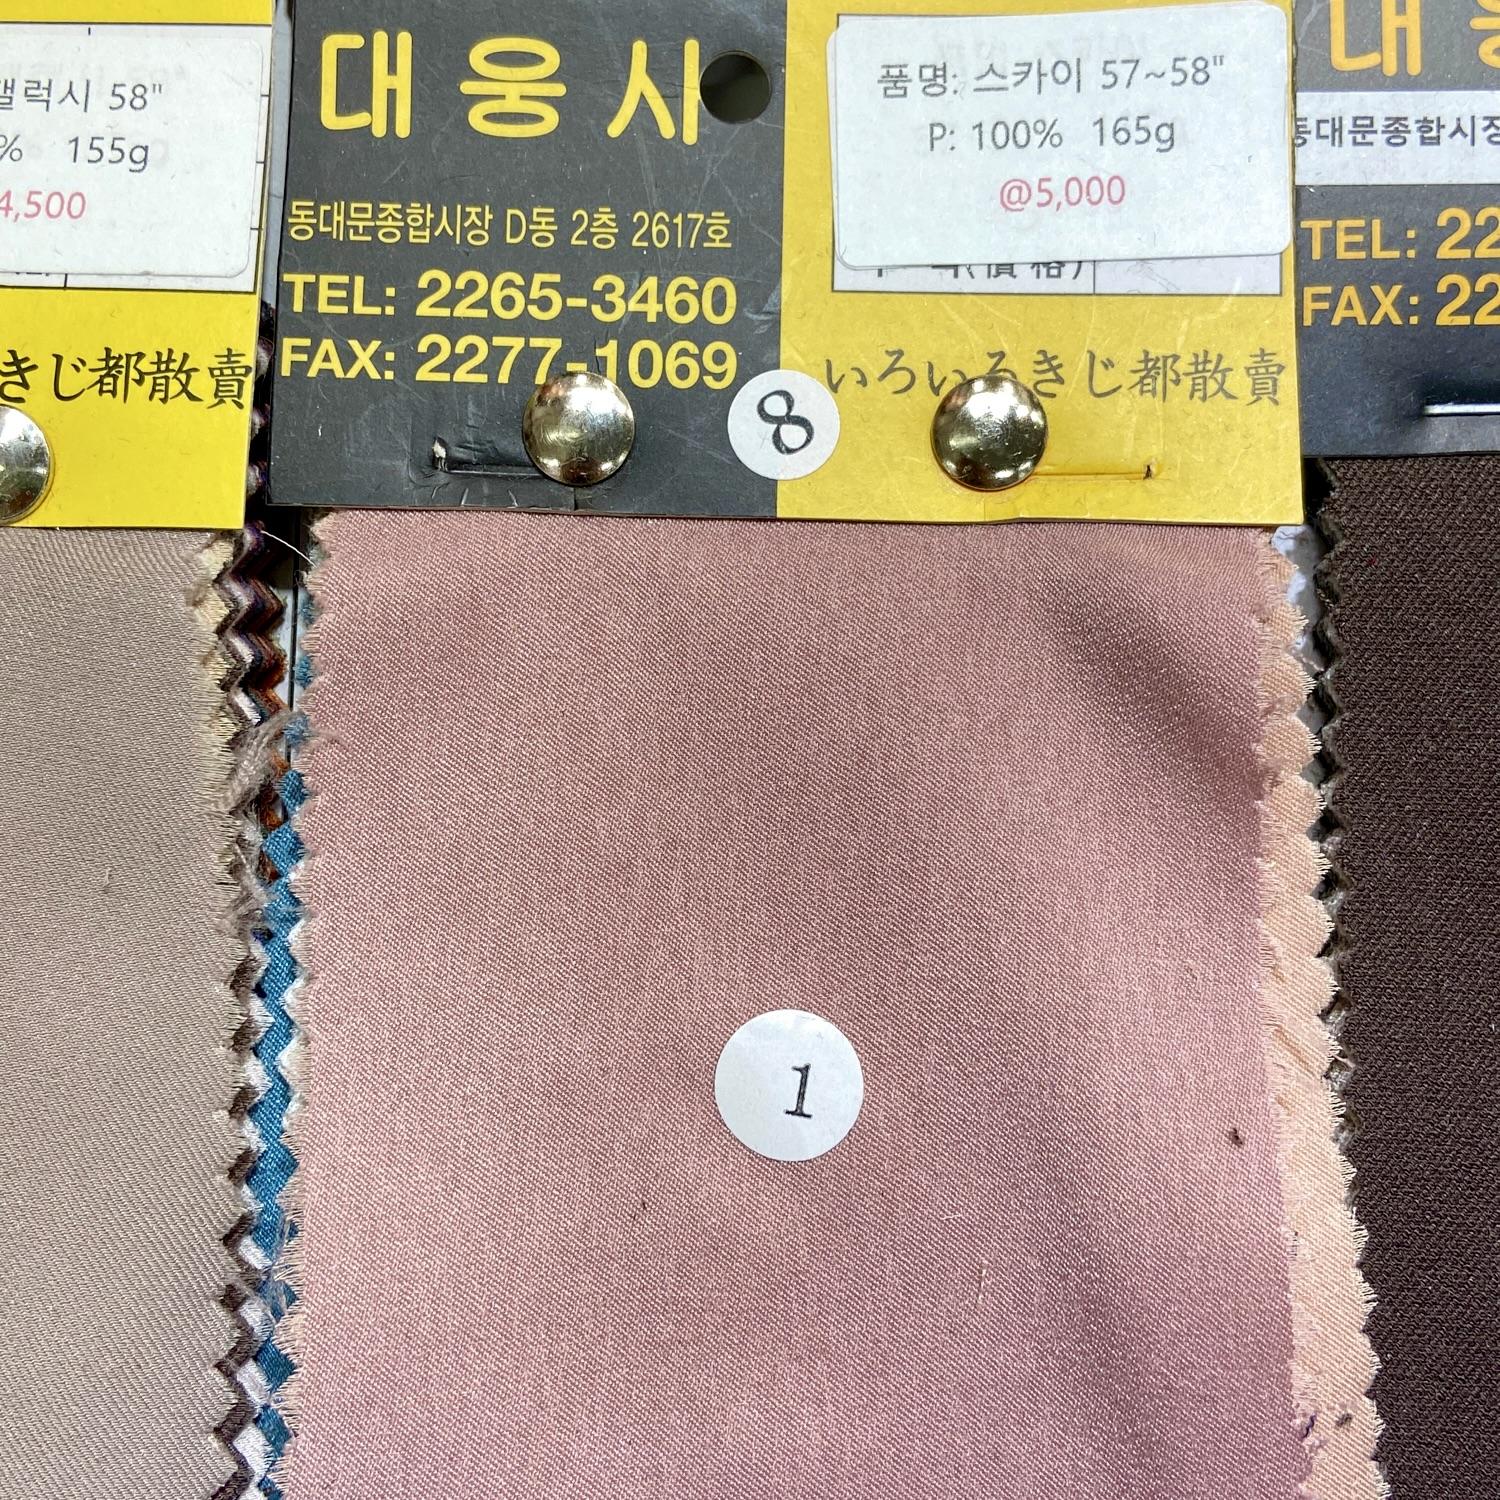 갤럭시 58"
% 155g
4,500
きじ都散賣
대웅사
동대문종합시장 D동 2층 2617호
TEL: 2265-3460
FAX: 2277-1069
품명: 스카이 57~58"
P: 100% 165g
@5,000
(價格)
いろいろきじ都散賣
8
1
대
동대문종합시장
TEL: 22
FAX: 22